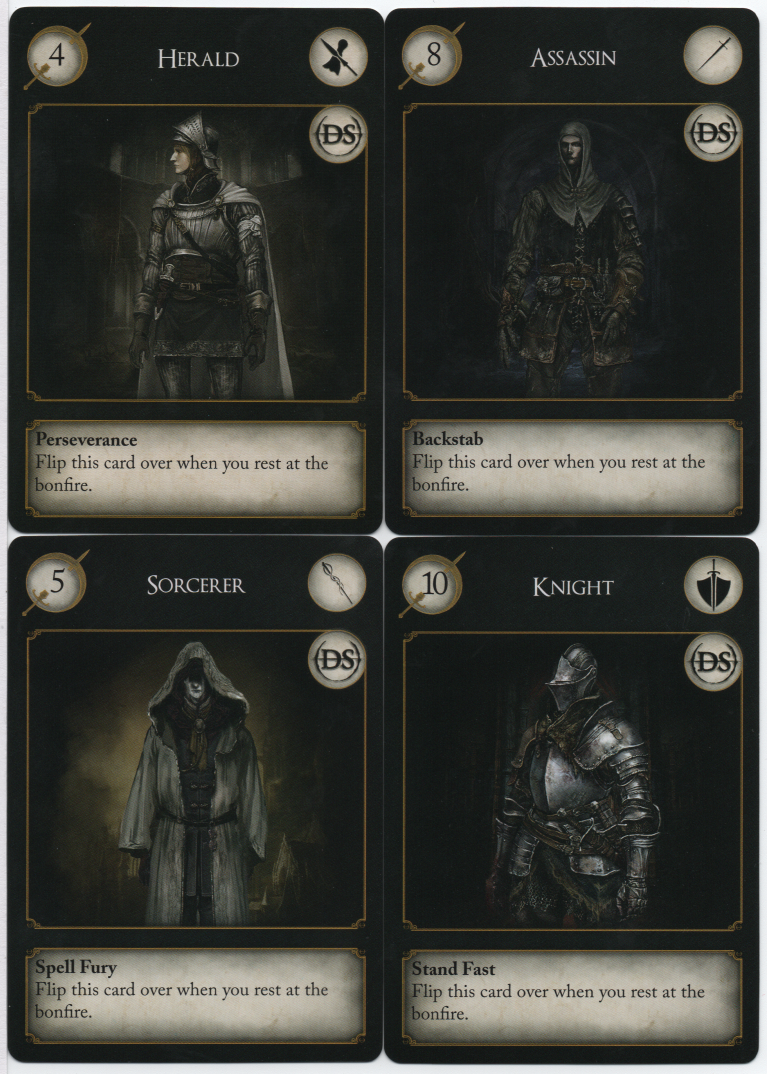 4 HERALD
DS
Perseverance
Flip this card over when you rest at the
bonfire.
8 ASSASSIN
DS
Backstab
Flip this card over when you rest at the
bonfire.
5 SORCERER
DS
Spell Fury
Flip this card over when you rest at the
bonfire.
10 KNIGHT
DS
Stand Fast
Flip this card over when you rest at the
bonfire.